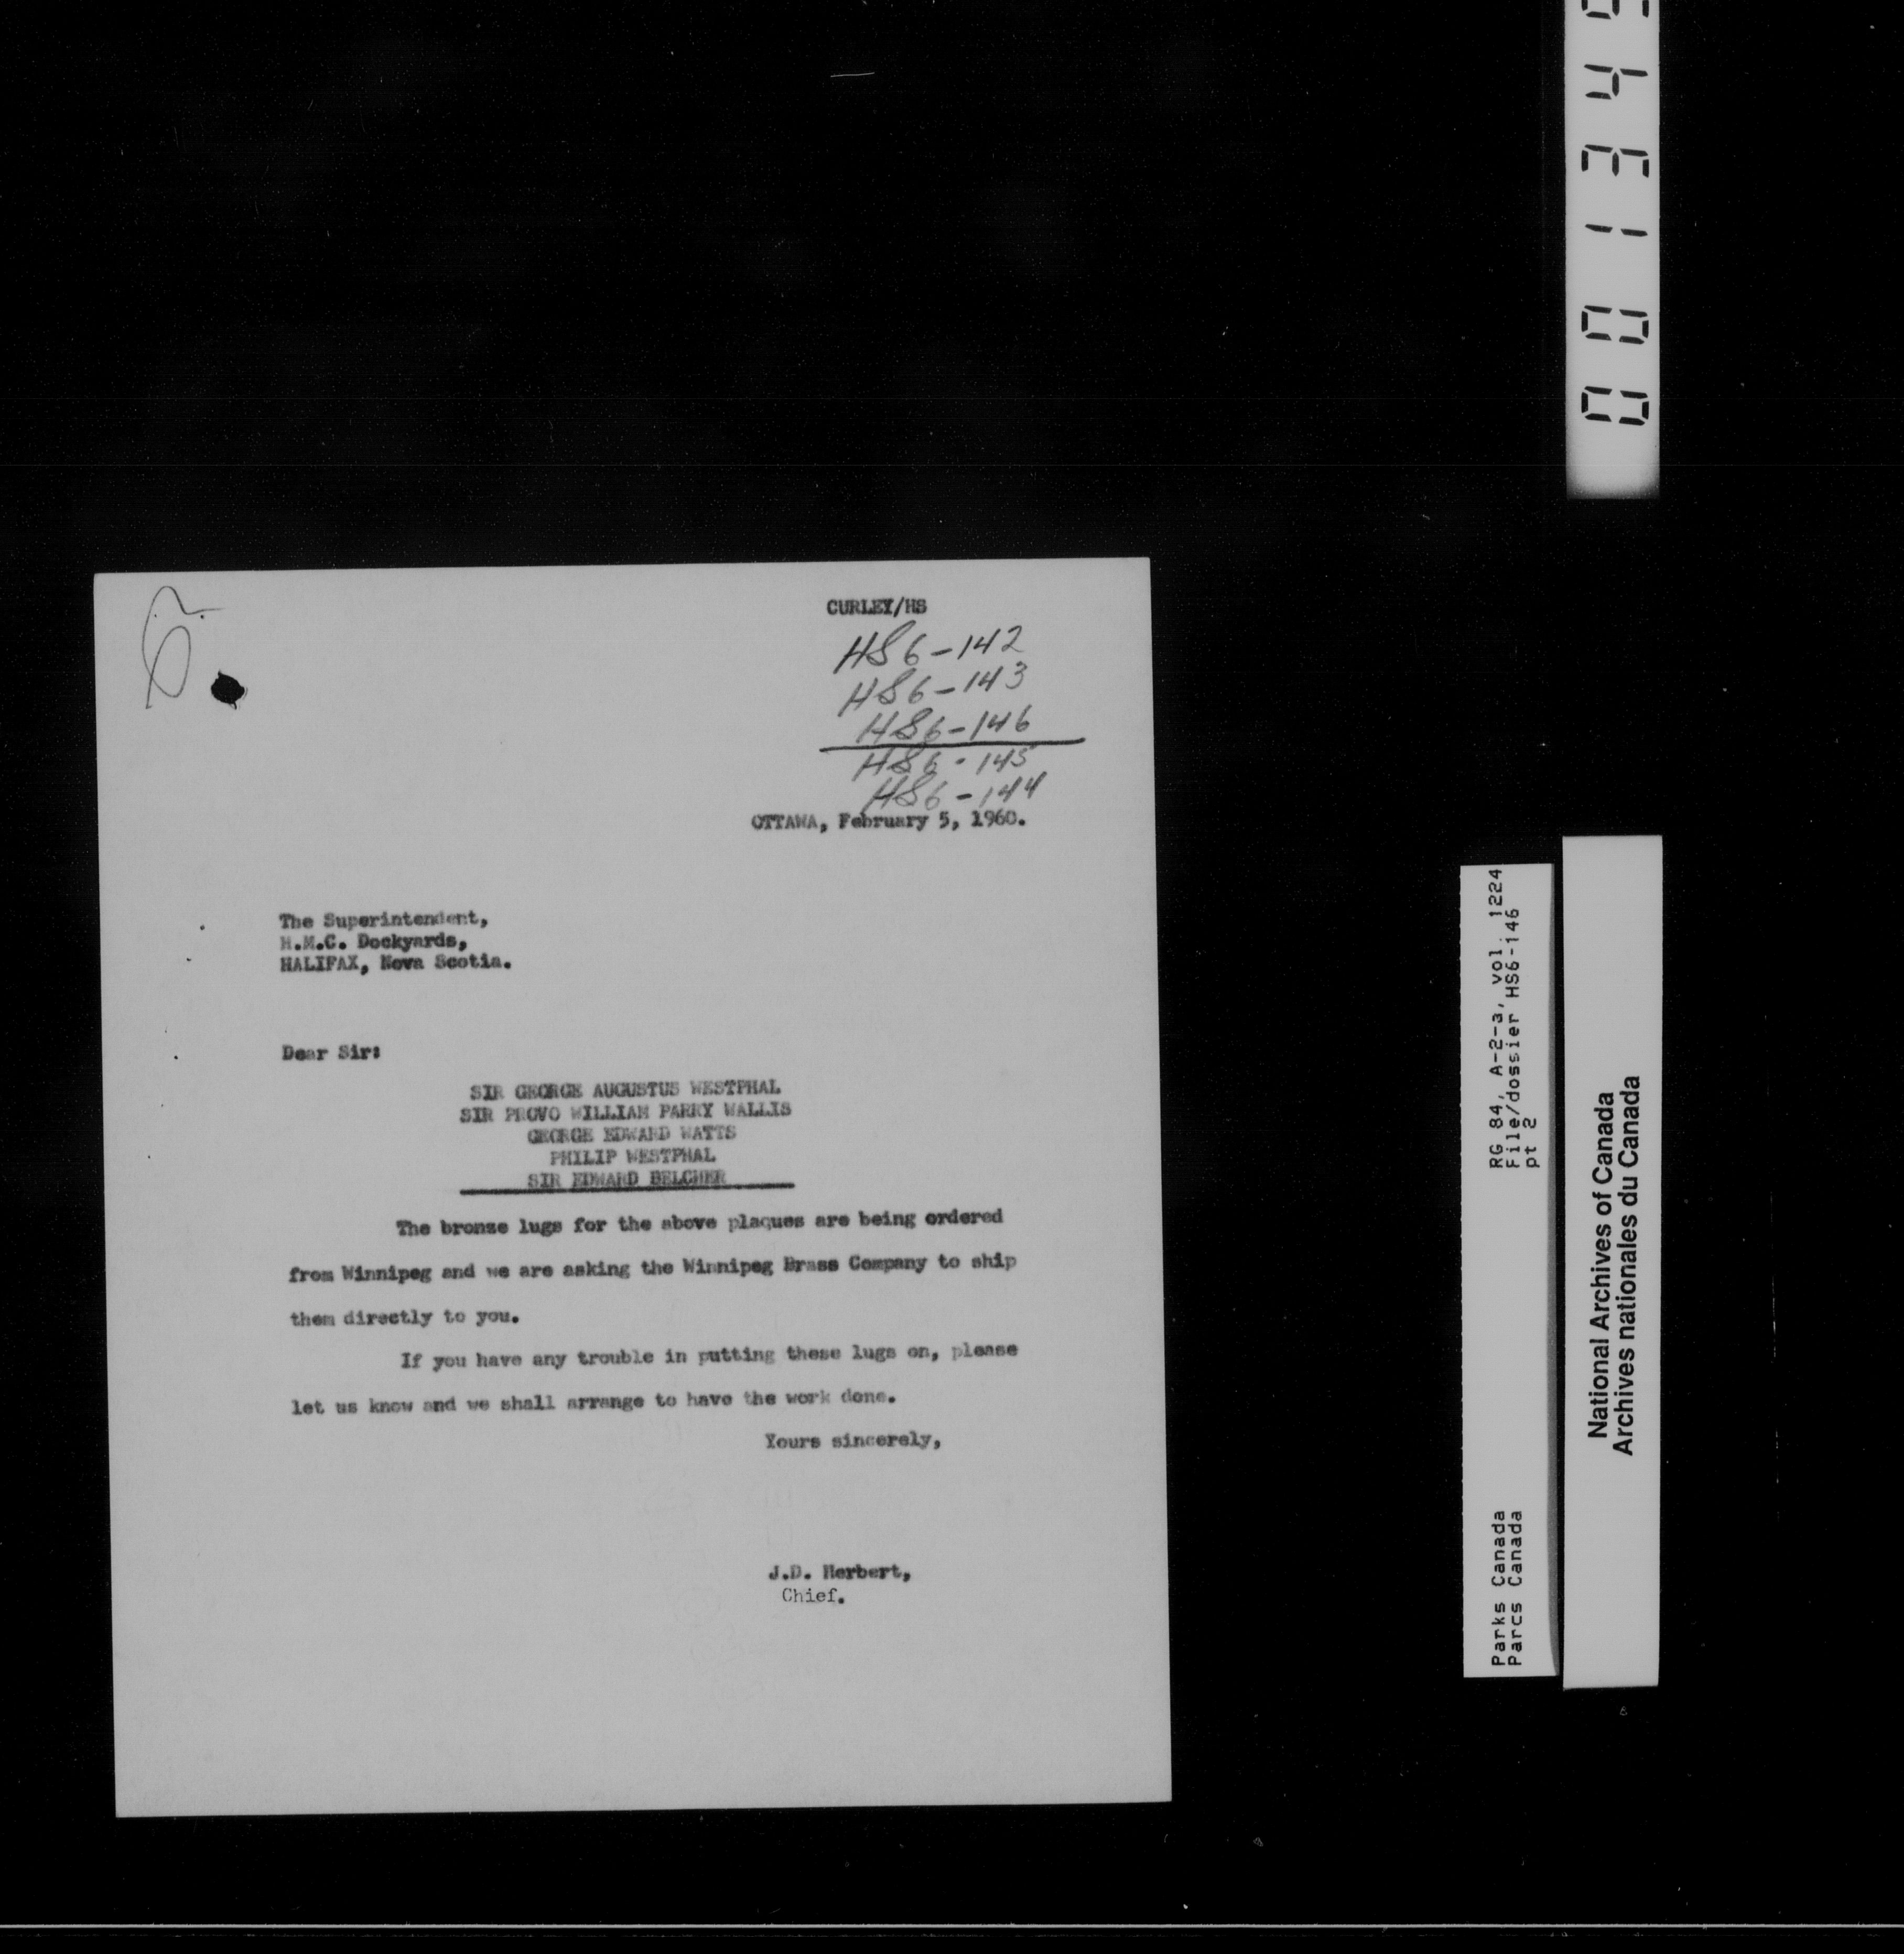 CURLEY/HS
HS6-142
HS6-143
HS6-146
HS6-145
HS6-144
OTTAWA, February 5, 1960.
The Superintendent,
H.M.C. Dockyards,
HALIFAX, Nova Scotia.
Dear Sir:
SIR GEORGE AUGUSTUS WESTPHAL
SIR PROVO WILLIAM PARRY WALLIS
GEORGE EDWARD WATTS
PHILIP WESTPHAL
SIR EDWARD BELCHER
The bronze lugs for the above plaques are being ordered
from Winnipeg and we are asking the Winnipeg Brass Company to ship
them directly to you.
If you have any trouble in putting these lugs on, please
let us know and we shall arrange to have the work done.
Yours sincerely,
J.D. Herbert,
Chief.
Parks Canada
Parcs Canada
RG 84, A-2-a, vol. 1224
File/dossier HS6-146
pt 2
National Archives of Canada
Archives nationales du Canada